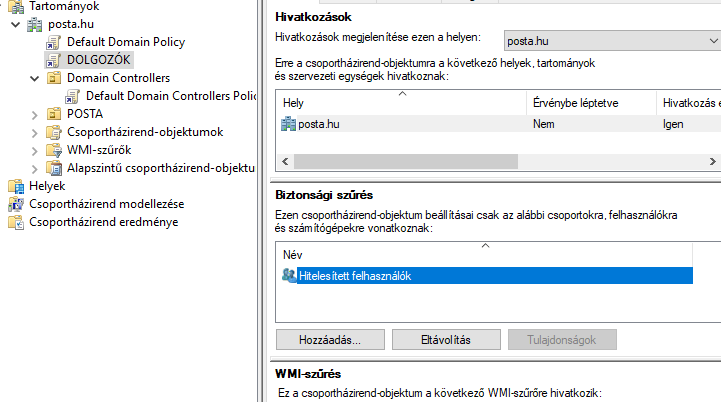 Tartományok
posta.hu
Default Domain Policy
DOLGOZÓK
Domain Controllers
Default Domain Controllers Polic
POSTA
Csoportházirend-objektumok
WMI-szűrők
Alapszintű csoportházirend-objektu
Helyek
Csoportházirend modellezése
Csoportházirend eredménye
Hivatkozások
Hivatkozások megjelenítése ezen a helyen: posta.hu
Erre a csoportházirend-objektumra a következő helyek, tartományok
és szervezeti egységek hivatkoznak:
Hely Érvénybe léptetve Hivatkozás e
posta.hu Nem Igen
Biztonsági szűrés
Ezen csoportházirend-objektum beállításai csak az alábbi csoportokra, felhasználókra
és számítógépekre vonatkoznak:
Név
Hitelesített felhasználók
Hozzáadás... Eltávolítás Tulajdonságok
WMI-szűrés
Ez a csoportházirend-objektum a következő WMI-szűrőre hivatkozik: